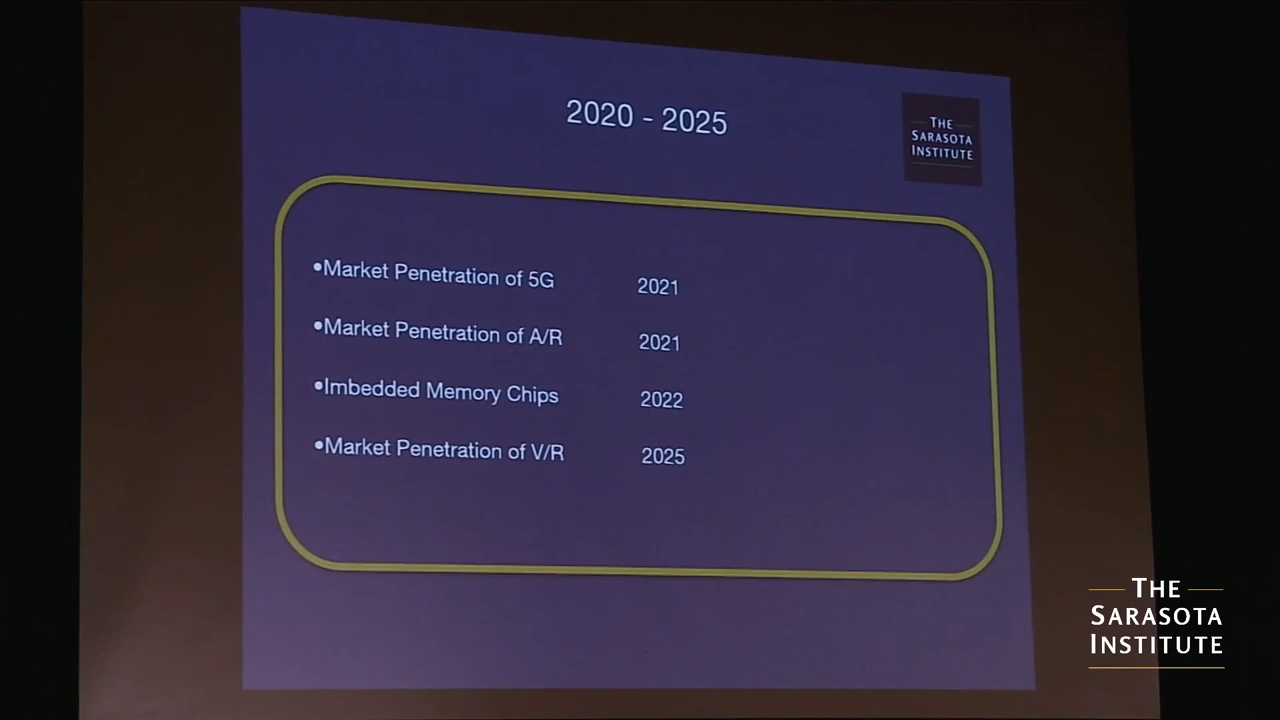 2020 - 2025
THE
SARASOTA
INSTITUTE
•Market Penetration of 5G 2021
•Market Penetration of A/R 2021
•Imbedded Memory Chips 2022
•Market Penetration of V/R 2025
THE
SARASOTA
INSTITUTE